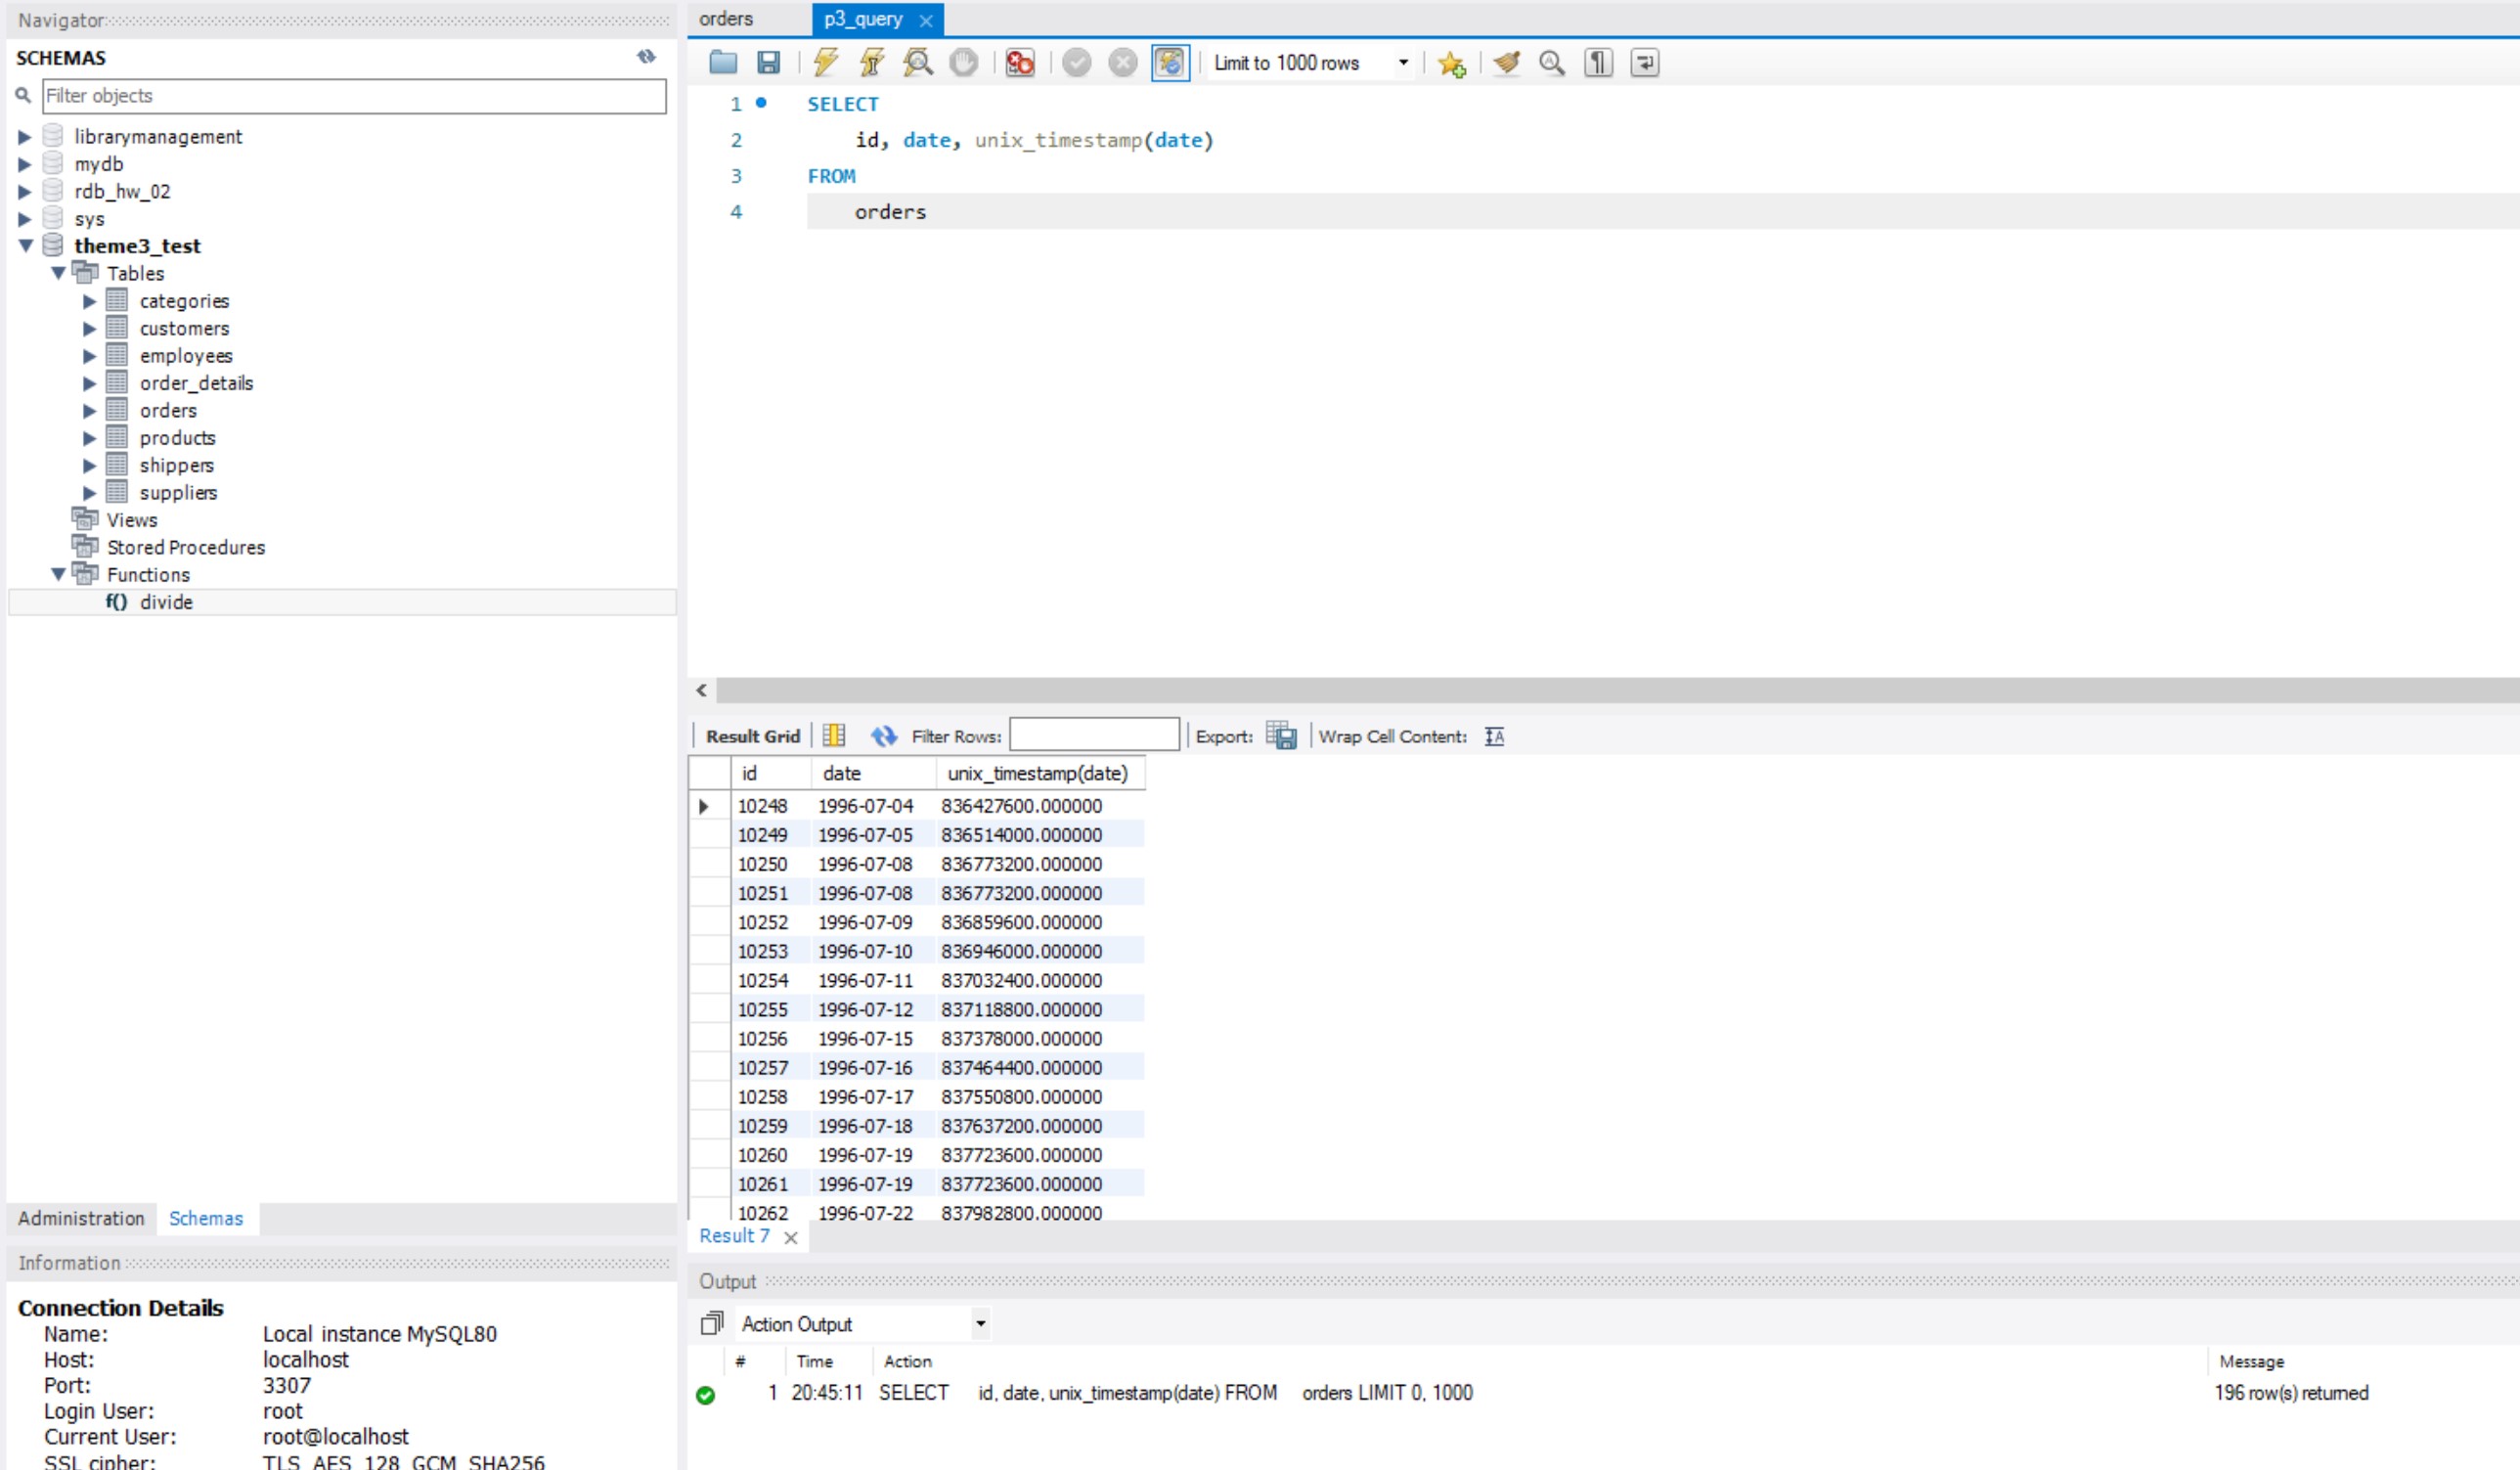 Navigator
SCHEMAS
Filter objects
librarymanagement
mydb
rdb_hw_02
sys
theme3_test
Tables
categories
customers
employees
order_details
orders
products
shippers
suppliers
Views
Stored Procedures
Functions
f() divide
Administration Schemas
Information
Connection Details
Name: Local instance MySQL80
Host: localhost
Port: 3307
Login User: root
Current User: root@localhost
SSL cipher: TLS_AES_128_GCM_SHA256
orders p3_query
Limit to 1000 rows
1 SELECT
2 id, date, unix_timestamp(date)
3 FROM
4 orders
Result Grid Filter Rows: Export: Wrap Cell Content:
id date unix_timestamp(date)
10248 1996-07-04 836427600.000000
10249 1996-07-05 836514000.000000
10250 1996-07-08 836773200.000000
10251 1996-07-08 836773200.000000
10252 1996-07-09 836859600.000000
10253 1996-07-10 836946000.000000
10254 1996-07-11 837032400.000000
10255 1996-07-12 837118800.000000
10256 1996-07-15 837378000.000000
10257 1996-07-16 837464400.000000
10258 1996-07-17 837550800.000000
10259 1996-07-18 837637200.000000
10260 1996-07-19 837723600.000000
10261 1996-07-19 837723600.000000
10262 1996-07-22 837982800.000000
Result 7
Output
Action Output
# Time Action Message
1 20:45:11 SELECT id, date, unix_timestamp(date) FROM orders LIMIT 0, 1000 196 row(s) returned